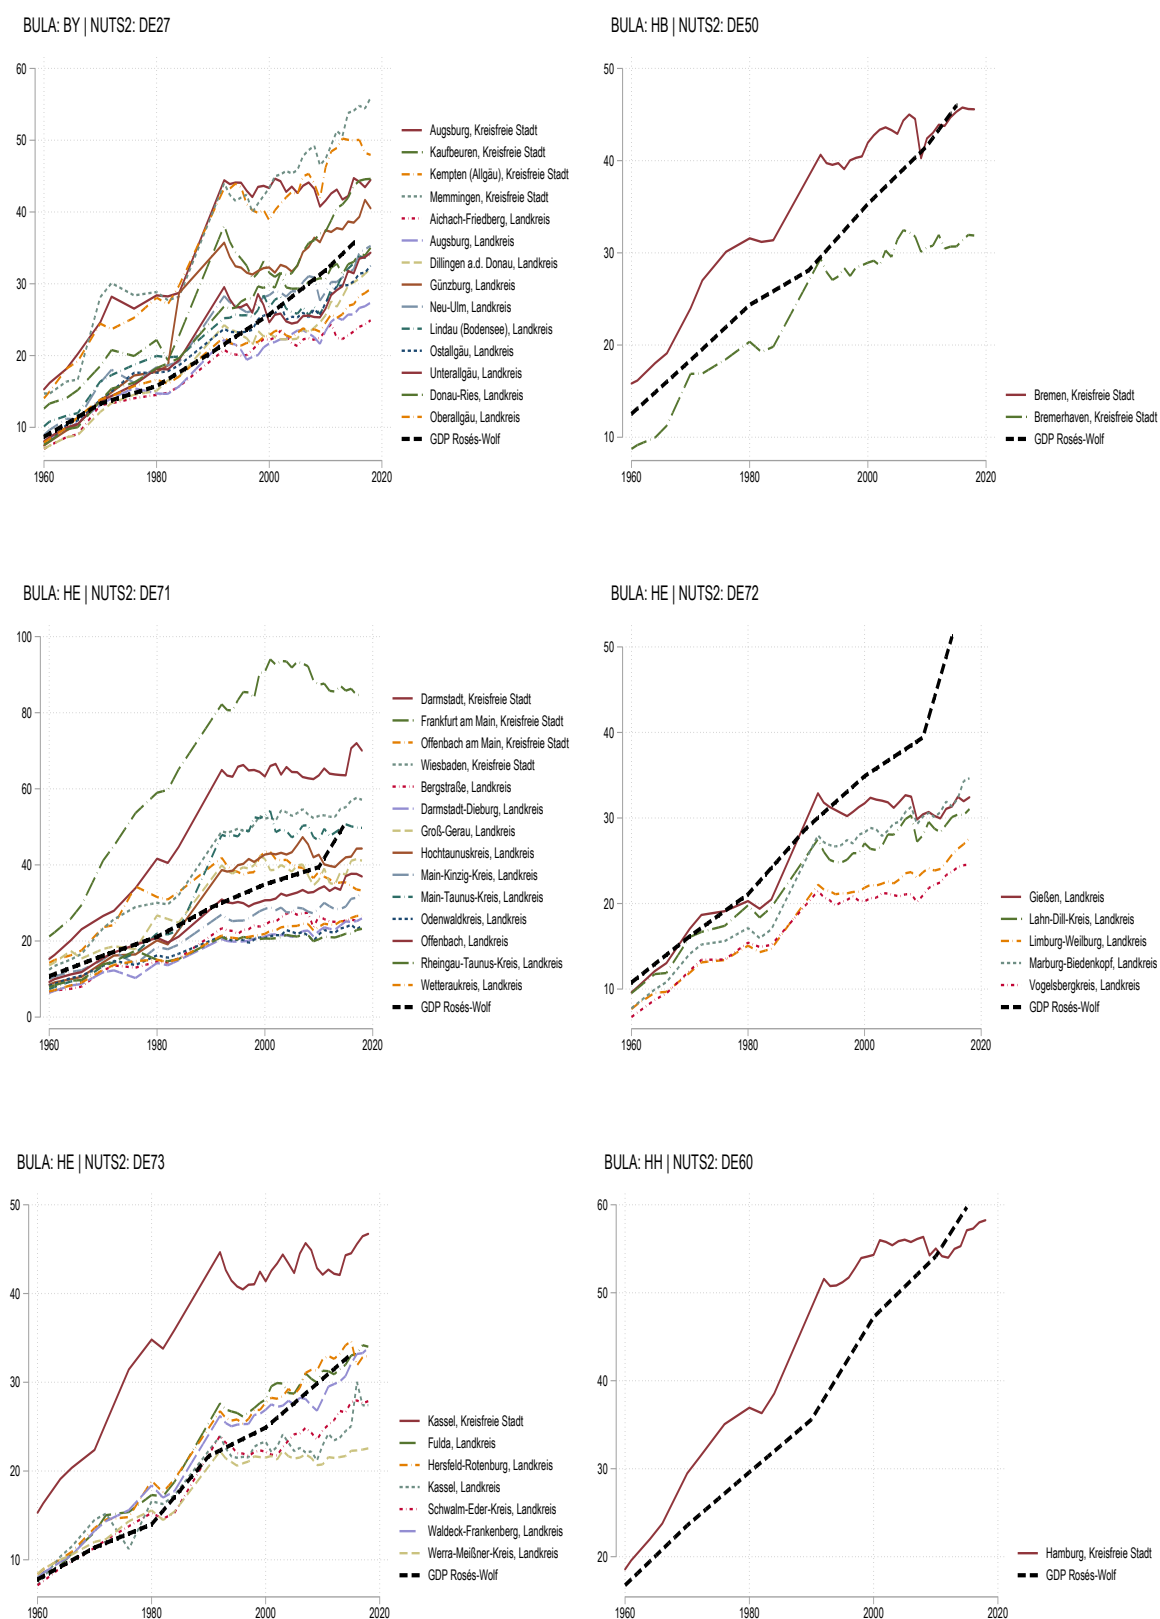 BULA: BY | NUTS2: DE27
60
50
40
30
20
10
1960
1980
2000
2020
Augsburg, Kreisfreie Stadt
Kaufbeuren, Kreisfreie Stadt
Kempten (Allgäu), Kreisfreie Stadt
Memmingen, Kreisfreie Stadt
Aichach-Friedberg, Landkreis
Augsburg, Landkreis
Dillingen a.d. Donau, Landkreis
Günzburg, Landkreis
Neu-Ulm, Landkreis
Lindau (Bodensee), Landkreis
Ostallgäu, Landkreis
Unterallgäu, Landkreis
Donau-Ries, Landkreis
Oberallgäu, Landkreis
GDP Rosés-Wolf
BULA: HB | NUTS2: DE50
50
40
30
20
10
1960
1980
2000
2020
Bremen, Kreisfreie Stadt
Bremerhaven, Kreisfreie Stadt
GDP Rosés-Wolf
BULA: HE | NUTS2: DE71
100
80
60
40
20
0
1960
1980
2000
2020
Darmstadt, Kreisfreie Stadt
Frankfurt am Main, Kreisfreie Stadt
Offenbach am Main, Kreisfreie Stadt
Wiesbaden, Kreisfreie Stadt
Bergstraße, Landkreis
Darmstadt-Dieburg, Landkreis
Groß-Gerau, Landkreis
Hochtaunuskreis, Landkreis
Main-Kinzig-Kreis, Landkreis
Main-Taunus-Kreis, Landkreis
Odenwaldkreis, Landkreis
Offenbach, Landkreis
Rheingau-Taunus-Kreis, Landkreis
Wetteraukreis, Landkreis
GDP Rosés-Wolf
BULA: HE | NUTS2: DE72
50
40
30
20
10
1960
1980
2000
2020
Gießen, Landkreis
Lahn-Dill-Kreis, Landkreis
Limburg-Weilburg, Landkreis
Marburg-Biedenkopf, Landkreis
Vogelsbergkreis, Landkreis
GDP Rosés-Wolf
BULA: HE | NUTS2: DE73
50
40
30
20
10
1960
1980
2000
2020
Kassel, Kreisfreie Stadt
Fulda, Landkreis
Hersfeld-Rotenburg, Landkreis
Kassel, Landkreis
Schwalm-Eder-Kreis, Landkreis
Waldeck-Frankenberg, Landkreis
Werra-Meißner-Kreis, Landkreis
GDP Rosés-Wolf
BULA: HH | NUTS2: DE60
60
50
40
30
20
1960
1980
2000
2020
Hamburg, Kreisfreie Stadt
GDP Rosés-Wolf